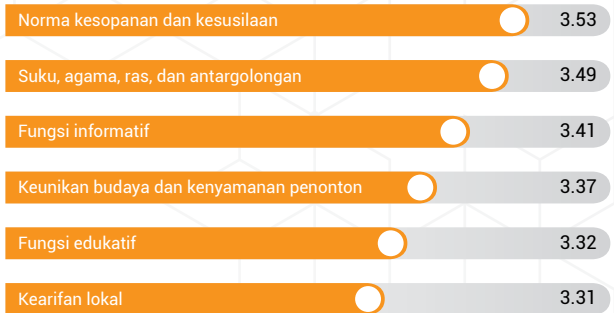 Norma kesopanan dan kesusilaan 3.53
Suku, agama, ras, dan antargolongan 3.49
Fungsi informatif 3.41
Keunikan budaya dan kenyamanan penonton 3.37
Fungsi edukatif 3.32
Kearifan lokal 3.31